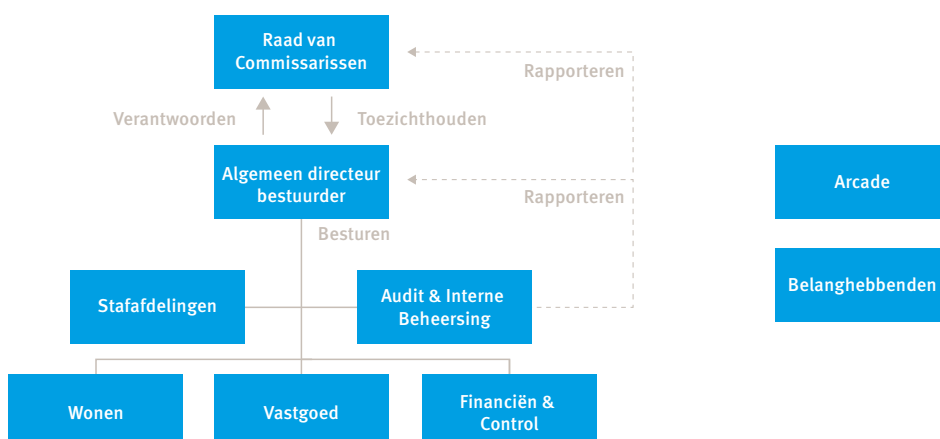 Raad van
Commissarissen
Rapporteren
Verantwoorden
Toezichthouden
Algemeen directeur
bestuurder
Arcade
Rapporteren
Besturen
Stafafdelingen
Audit & Interne
Beheersing
Belanghebbenden
Wonen
Vastgoed
Financiën &
Control